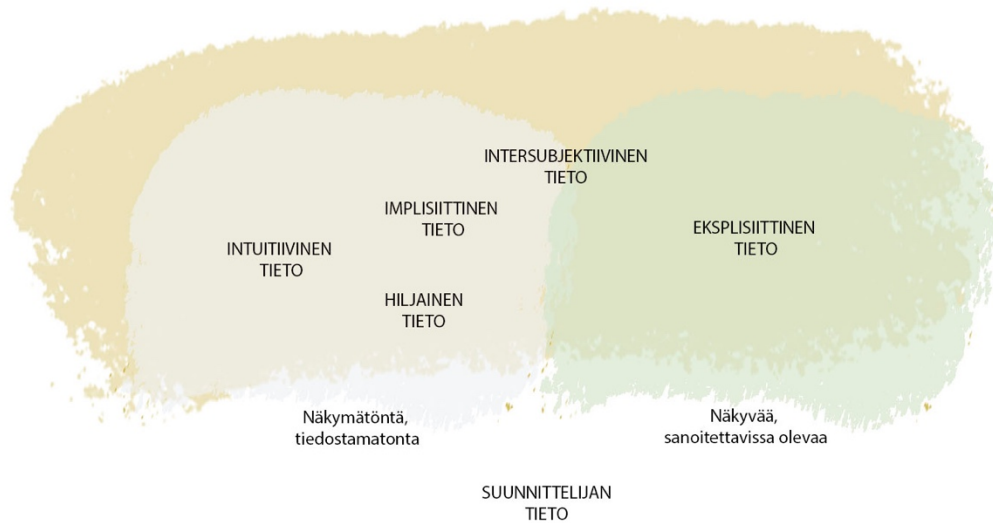 INTERSUBJEKTIIVINEN
TIETO
IMPLISIITTINEN
TIETO
INTUITIIVINEN
TIETO
HILJAINEN
TIETO
EKSPLISIITTINEN
TIETO
Näkymätöntä,
tiedostamatonta
Näkyvää,
sanoitettavissa olevaa
SUUNNITTELIJAN
TIETO